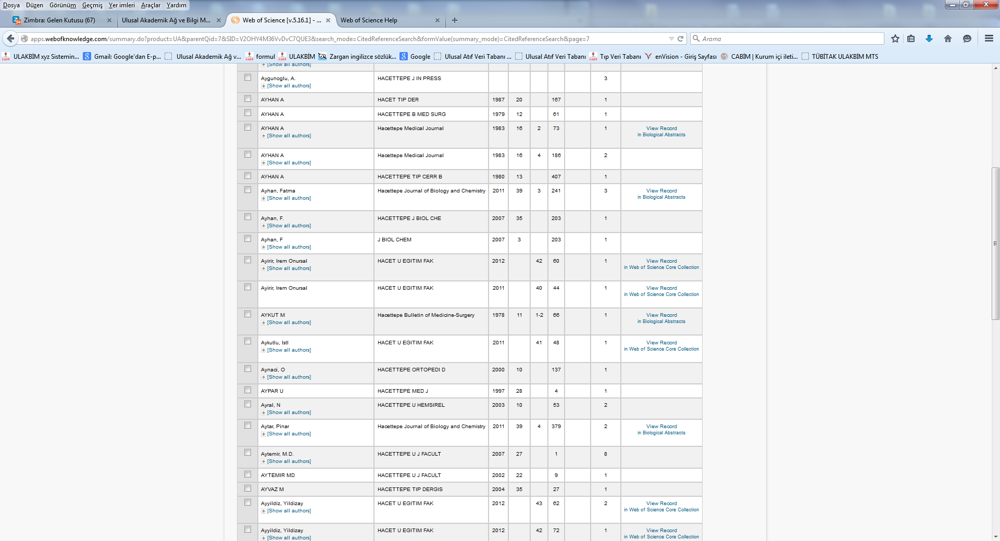 Dosya Düzen Görünüm Geçmiş Yer imleri Araçlar Yardım
Zimbra: Gelen Kutusu (67) Ulusal Akademik Ağ ve Bilgi M... Web of Science [v.5.16.1] - ... Web of Science Help
apps.webofknowledge.com/summary.do?product=UA&parentQid=7&SID=V2OHY4M36VvDvC7QUE3&search_mode=CitedReferenceSearch&formValue(summary_mode)=CitedReferenceSearch&page=7 Arama
ULAKBİM xyz Sistemin... Gmail: Google'dan E-p... Ulusal Akademik Ağ v... formul ULAKBİM Zargan ingilizce sözlük... Google Ulusal Atıf Veri Tabanı ... Ulusal Atıf Veri Tabanı Tıp Veri Tabanı enVision - Giriş Sayfası CABİM | Kurum içi ileti... TÜBİTAK ULAKBİM MTS
[Show all authors]
Aygunoglu, A. HACETTEPE J IN PRESS 3
[Show all authors]
AYHAN A HACET TIP DER 1987 20 167 1
AYHAN A HACETTEPE B MED SURG 1979 12 61 1
AYHAN A Hacettepe Medical Journal 1983 16 2 73 1 View Record
[Show all authors] in Biological Abstracts
AYHAN A Hacettepe Medical Journal 1983 16 4 186 2
[Show all authors]
AYHAN A HACETTEPE TIP CERR B 1980 13 407 1
Ayhan, Fatma Hacettepe Journal of Biology and Chemistry 2011 39 3 241 3 View Record
[Show all authors] in Biological Abstracts
Ayhan, F. HACETTEPE J BIOL CHE 2007 35 203 1
[Show all authors]
Ayhan, F J BIOL CHEM 2007 3 203 1
[Show all authors]
Ayirir, Irem Onursal HACET U EGITIM FAK 2012 42 60 1 View Record
[Show all authors] in Web of Science Core Collection
Ayirir, Irem Onursal HACET U EGITIM FAK 2011 40 44 1 View Record
in Web of Science Core Collection
AYKUT M Hacettepe Bulletin of Medicine-Surgery 1978 11 1-2 66 1 View Record
[Show all authors] in Biological Abstracts
Aykutlu, Istl HACET U EGITIM FAK 2011 41 48 1 View Record
[Show all authors] in Web of Science Core Collection
Aynaci, O HACETTEPE ORTOPEDI D 2000 10 137 1
[Show all authors]
AYPAR U HACETTEPE MED J 1997 28 4 1
Ayral, N HACETTEPE U HEMSIREL 2003 10 53 2
[Show all authors]
Aytar, Pinar Hacettepe Journal of Biology and Chemistry 2011 39 4 379 2 View Record
[Show all authors] in Biological Abstracts
Aytemir, M.D. HACETTEPE U J FACULT 2007 27 1 8
[Show all authors]
AYTEMIR MD HACETTEPE U J FACULT 2002 22 9 1
AYVAZ M HACETTEPE TIP DERGIS 2004 35 27 1
Ayyildiz, Yildizay HACET U EGITIM FAK 2012 43 62 2 View Record
[Show all authors] in Web of Science Core Collection
Ayyildiz, Yildizay HACET U EGITIM FAK 2012 42 72 1 View Record
[Show all authors] in Web of Science Core Collection